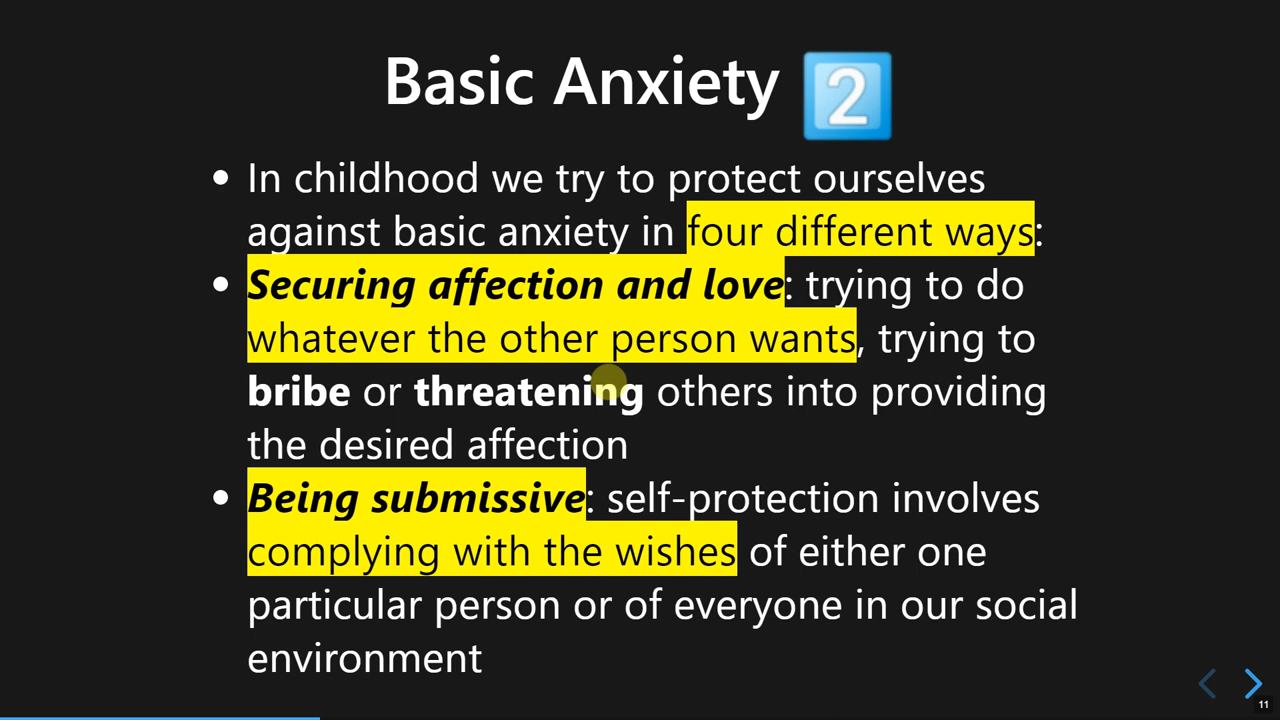 Basic Anxiety 2️⃣
• In childhood we try to protect ourselves
against basic anxiety in four different ways:
• Securing affection and love: trying to do
whatever the other person wants, trying to
bribe or threatening others into providing
the desired affection
• Being submissive: self-protection involves
complying with the wishes of either one
particular person or of everyone in our social
environment
11